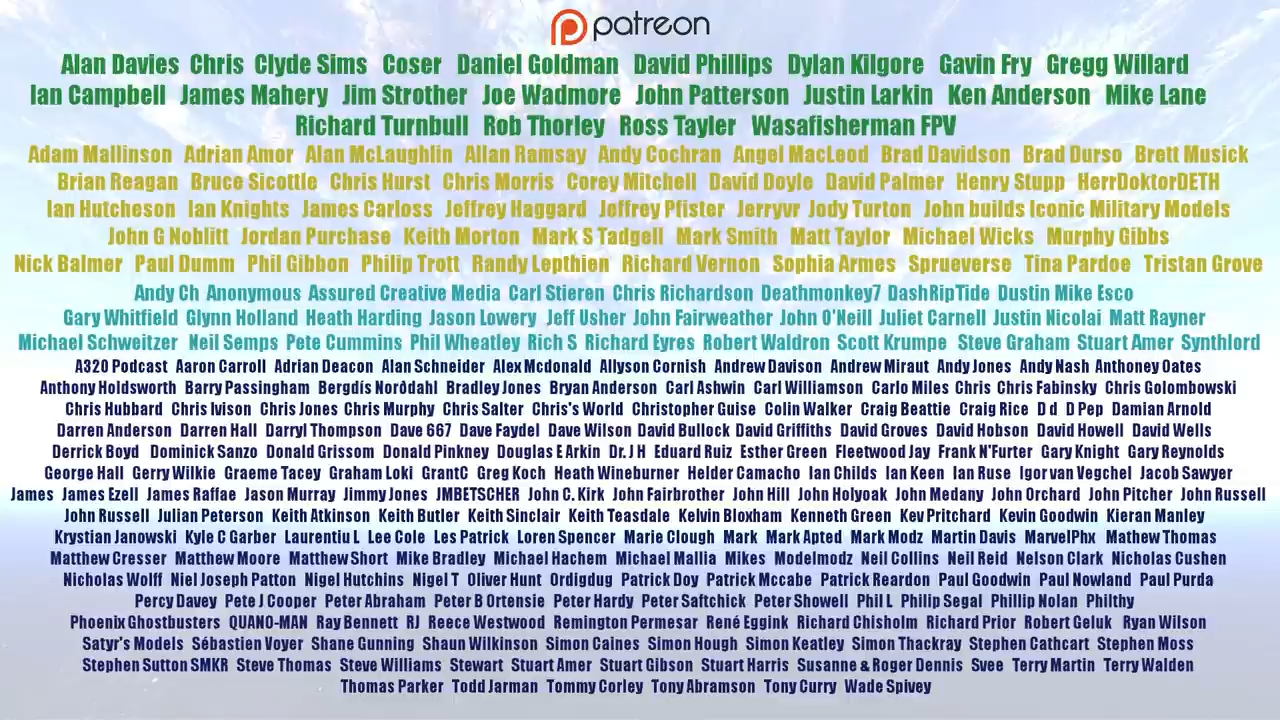 patreon
Alan Davies Chris Clyde Sims Coser Daniel Goldman David Phillips Dylan Kilgore Gavin Fry Gregg Willard
Ian Campbell James Mahery Jim Strother Joe Wadmore John Patterson Justin Larkin Ken Anderson Mike Lane
Richard Turnbull Rob Thorley Ross Tayler Wasafisherman FPV
Adam Mallinson Adrian Amor Alan McLaughlin Allan Ramsay Andy Cochran Angel MacLeod Brad Davidson Brad Durso Brett Musick
Brian Reagan Bruce Sicottle Chris Hurst Chris Morris Corey Mitchell David Doyle David Palmer Henry Stupp HerrDoktorDETH
Ian Hutcheson Ian Knights James Carloss Jeffrey Haggard Jeffrey Pfister Jerryvr Jody Turton John builds Iconic Military Models
John G Noblitt Jordan Purchase Keith Morton Mark S Tadgell Mark Smith Matt Taylor Michael Wicks Murphy Gibbs
Nick Balmer Paul Dumm Phil Gibbon Philip Trott Randy Lepthien Richard Vernon Sophia Armes Sprueverse Tina Pardoe Tristan Grove
Andy Ch Anonymous Assured Creative Media Carl Stieren Chris Richardson Deathmonkey7 DashRipTide Dustin Mike Esco
Gary Whitfield Glynn Holland Heath Harding Jason Lowery Jeff Usher John Fairweather John O'Neill Juliet Carnell Justin Nicolai Matt Rayner
Michael Schweitzer Neil Semps Pete Cummins Phil Wheatley Rich S Richard Eyres Robert Waldron Scott Krumpe Steve Graham Stuart Amer Synthlord
A320 Podcast Aaron Carroll Adrian Deacon Alan Schneider Alex Mcdonald Allyson Cornish Andrew Davison Andrew Miraut Andy Jones Andy Nash Anthoney Oates
Anthony Holdsworth Barry Passingham Bergdís Norðdahl Bradley Jones Bryan Anderson Carl Ashwin Carl Williamson Carlo Miles Chris Chris Fabinsky Chris Golombowski
Chris Hubbard Chris Ivison Chris Jones Chris Murphy Chris Salter Chris's World Christopher Guise Colin Walker Craig Beattie Craig Rice D d D Pep Damian Arnold
Darren Anderson Darren Hall Darryl Thompson Dave 667 Dave Faydel Dave Wilson David Bullock David Griffiths David Groves David Hobson David Howell David Wells
Derrick Boyd Dominick Sanzo Donald Grissom Donald Pinkney Douglas E Arkin Dr. J H Eduard Ruiz Esther Green Fleetwood Jay Frank N'Furter Gary Knight Gary Reynolds
George Hall Gerry Wilkie Graeme Tacey Graham Loki GrantC Greg Koch Heath Wineburner Helder Camacho Ian Childs Ian Keen Ian Ruse Igor van Vegchel Jacob Sawyer
James James Ezell James Raffae Jason Murray Jimmy Jones JMBETSCHER John C. Kirk John Fairbrother John Hill John Holyoak John Medany John Orchard John Pitcher John Russell
John Russell Julian Peterson Keith Atkinson Keith Butler Keith Sinclair Keith Teasdale Kelvin Bloxham Kenneth Green Kev Pritchard Kevin Goodwin Kieran Manley
Krystian Janowski Kyle C Garber Laurentiu L Lee Cole Les Patrick Loren Spencer Marie Clough Mark Mark Apted Mark Modz Martin Davis MarvelPhx Mathew Thomas
Matthew Cresser Matthew Moore Matthew Short Mike Bradley Michael Hachem Michael Mallia Mikes Modelmodz Neil Collins Neil Reid Nelson Clark Nicholas Cushen
Nicholas Wolff Niel Joseph Patton Nigel Hutchins Nigel T Oliver Hunt Ordigdug Patrick Doy Patrick Mccabe Patrick Reardon Paul Goodwin Paul Nowland Paul Purda
Percy Davey Pete J Cooper Peter Abraham Peter B Ortensie Peter Hardy Peter Saftchick Peter Showell Phil L Philip Segal Phillip Nolan Philthy
Phoenix Ghostbusters QUANO-MAN Ray Bennett RJ Reece Westwood Remington Permesar René Eggink Richard Chisholm Richard Prior Robert Geluk Ryan Wilson
Satyr's Models Sébastien Voyer Shane Gunning Shaun Wilkinson Simon Caines Simon Hough Simon Keatley Simon Thackray Stephen Cathcart Stephen Moss
Stephen Sutton SMKR Steve Thomas Steve Williams Stewart Stuart Amer Stuart Gibson Stuart Harris Susanne & Roger Dennis Svee Terry Martin Terry Walden
Thomas Parker Todd Jarman Tommy Corley Tony Abramson Tony Curry Wade Spivey